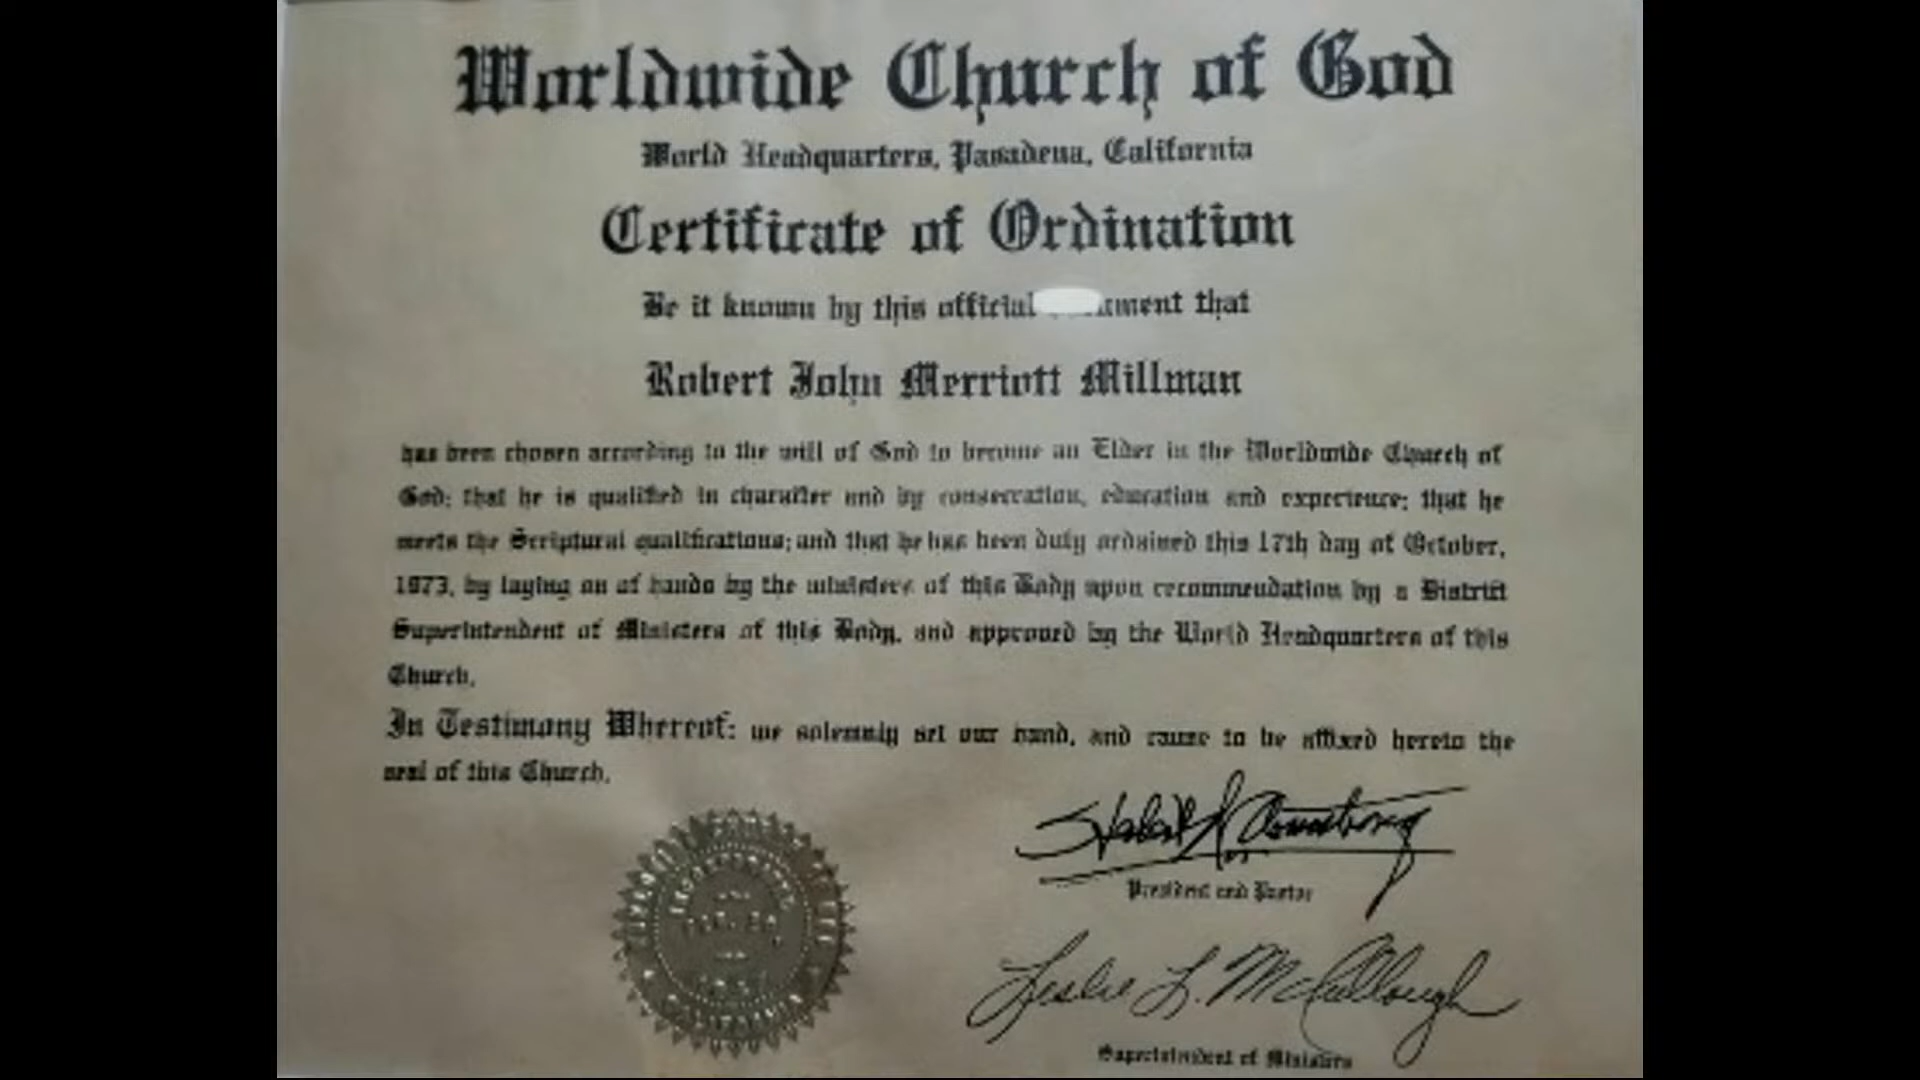 Worldwide Church of God
World Headquarters, Pasadena, California
Certificate of Ordination
Be it known by this official ument that
Robert John Merriott Millman
has been chosen according to the will of God to become an Elder in the Worldwide Church of
God; that he is qualified in character and by consecration, education and experience; that he
meets the Scriptural qualifications; and that he has been duly ordained this 17th day of October,
1973, by laying on of hands by the ministers of this Body upon recommendation by a District
Superintendent of Ministers of this Body, and approved by the World Headquarters of this
Church.
In Testimony Whereof: we solemnly set our hand, and cause to be affixed hereto the
seal of this Church.
Herbert W Armstrong
President and Pastor
Leslie L. McCullough
Superintendent of Ministers